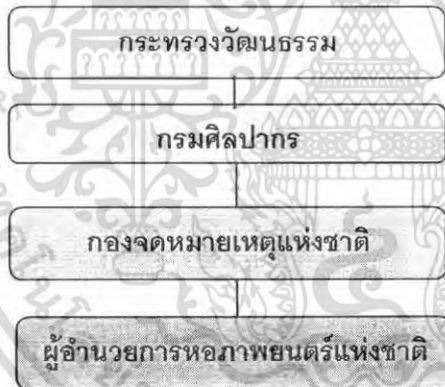 กระทรวงวัฒนธรรม
กรมศิลปากร
กองจดหมายเหตุแห่งชาติ
ผู้อำนวยการหอภาพยนตร์แห่งชาติ